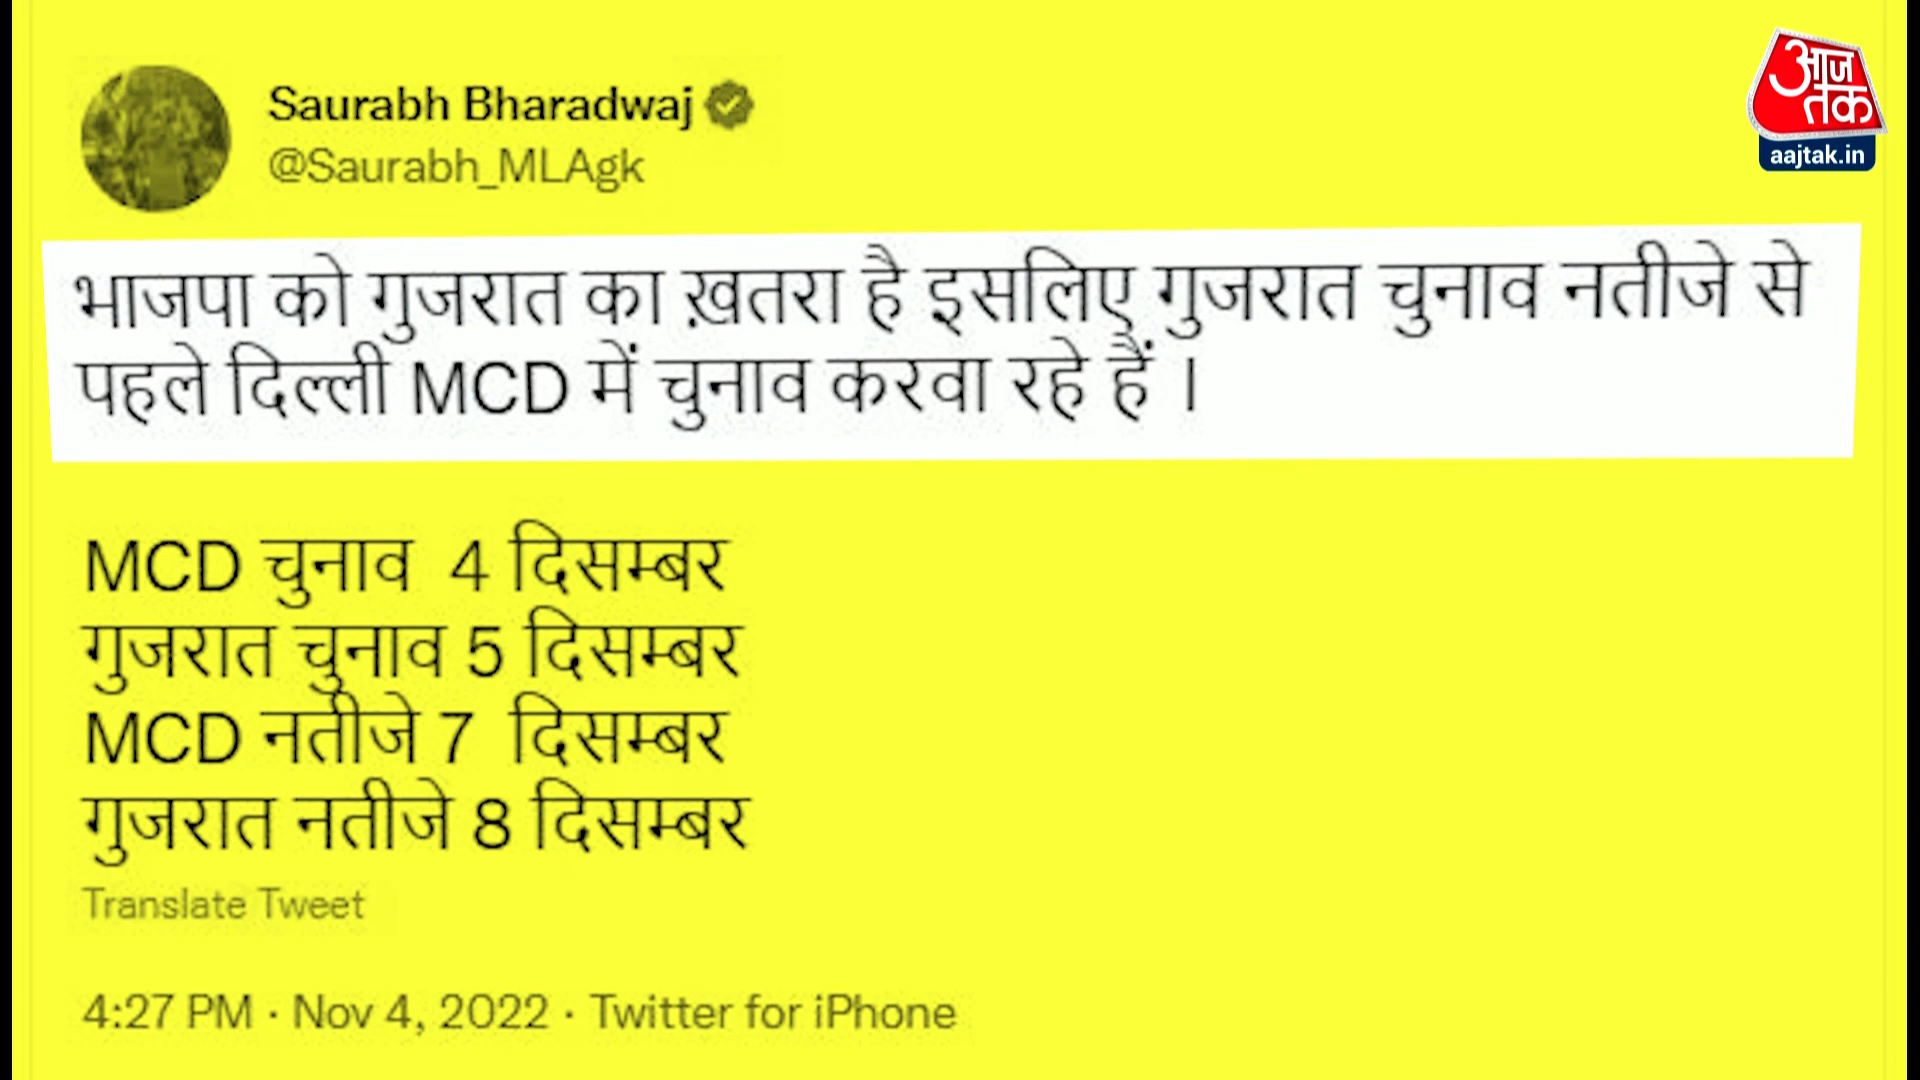 आज
तक
aajtak.in
Saurabh Bharadwaj
@Saurabh_MLAgk
भाजपा को गुजरात का ख़तरा है इसलिए गुजरात चुनाव नतीजे से
पहले दिल्ली MCD में चुनाव करवा रहे हैं ।
MCD चुनाव 4 दिसम्बर
गुजरात चुनाव 5 दिसम्बर
MCD नतीजे 7 दिसम्बर
गुजरात नतीजे 8 दिसम्बर
Translate Tweet
4:27 PM · Nov 4, 2022 · Twitter for iPhone